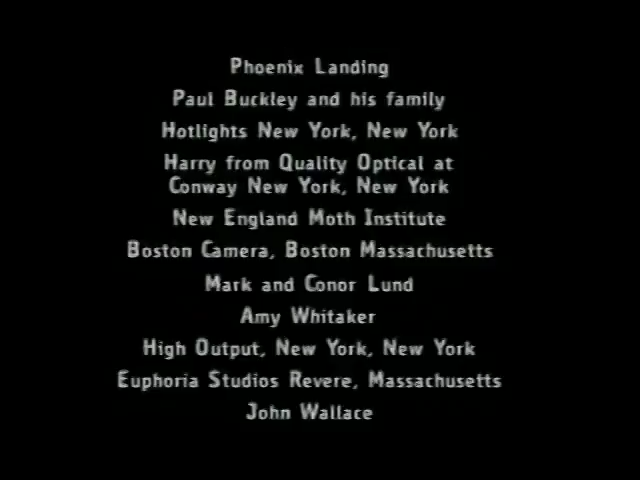 Phoenix Landing
Paul Buckley and his family
Hotlights New York, New York
Harry from Quality Optical at
Conway New York, New York
New England Moth Institute
Boston Camera, Boston Massachusetts
Mark and Conor Lund
Amy Whitaker
High Output, New York, New York
Euphoria Studios Revere, Massachusetts
John Wallace